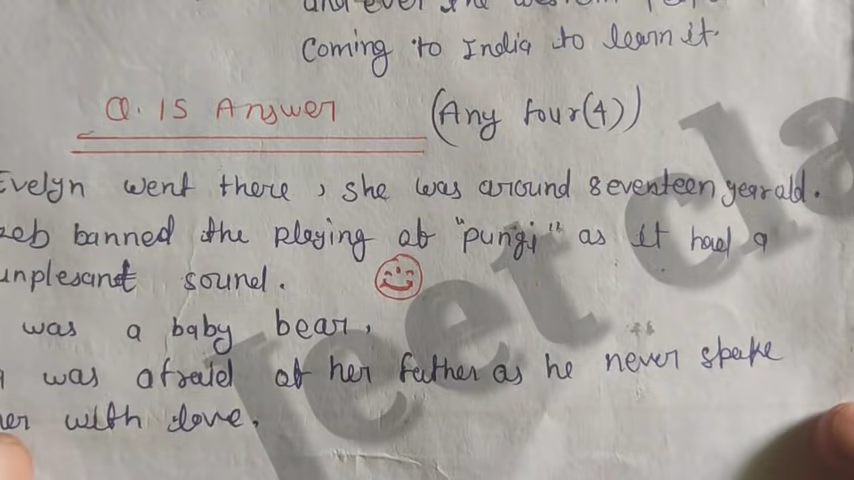 Coming to India to learn it.
Q. 15 Answer (Any four(4))
Evelyn went there, she was around seventeen year old.
zeb banned the playing of "pungi" as it had a
unplesant sound.
was a baby bear.
was afraid of her father as he never spoke
her with love.
Jeet cla